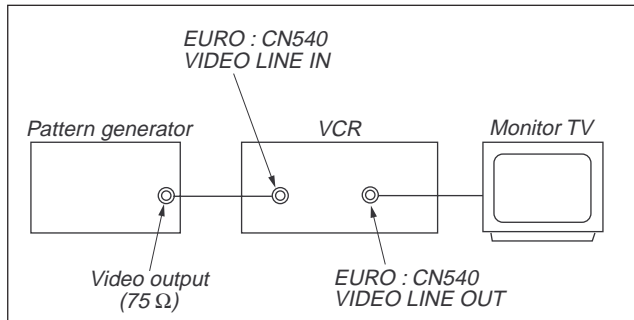 EURO : CN540
VIDEO LINE IN
Pattern generator
VCR
Monitor TV
Video output
(75 Ω)
EURO : CN540
VIDEO LINE OUT